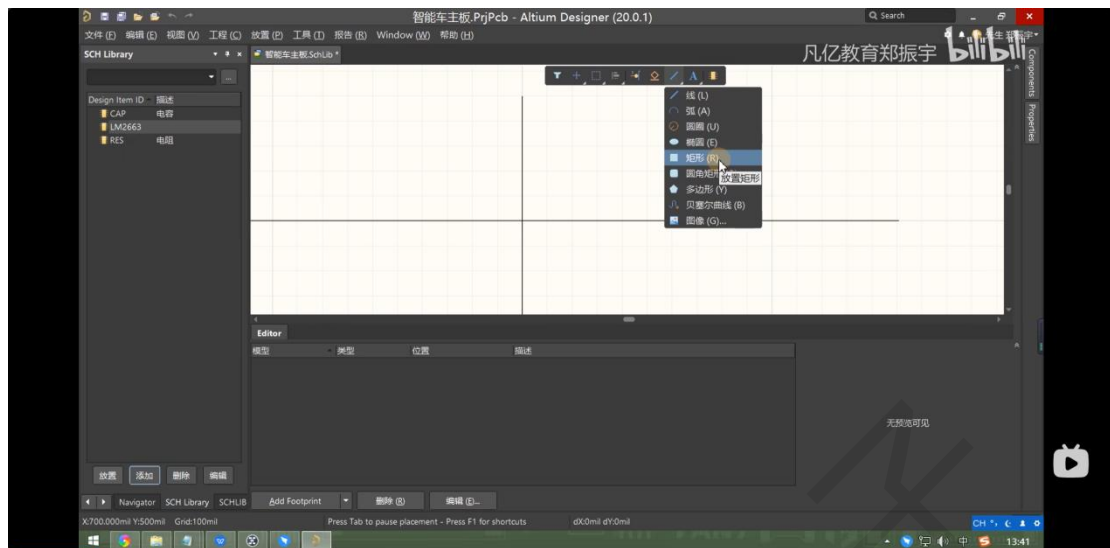 智能车主板.PrjPcb - Altium Designer (20.0.1)
Search
文件 (F) 编辑 (E) 视图 (V) 工程 (C) 放置 (P) 工具 (T) 报告 (R) Window (W) 帮助 (H)
凡亿教育郑振宇
bilibili
SCH Library
智能车主板.SchLib *
Design Item ID 描述
CAP 电容
LM2663
RES 电阻
线 (L)
弧 (A)
圆圈 (U)
椭圆 (E)
矩形 (R)
圆角矩形
放置矩形
多边形 (Y)
贝塞尔曲线 (B)
图像 (G)...
Components
Properties
Editor
模型 类型 位置 描述
无预览可见
放置 添加 删除 编辑
Navigator SCH Library SCHLIB
Add Footprint 删除 (R) 编辑 (E)...
X:700.000mil Y:500mil Grid:100mil
Press Tab to pause placement - Press F1 for shortcuts
dX:0mil dY:0mil
CH
中
13:41